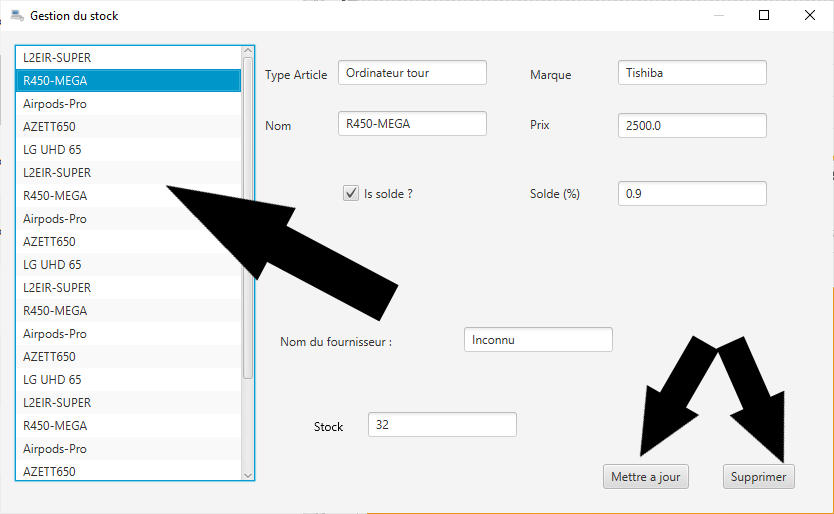 Gestion du stock
L2EIR-SUPER
R450-MEGA
Airpods-Pro
AZETT650
LG UHD 65
L2EIR-SUPER
R450-MEGA
Airpods-Pro
AZETT650
LG UHD 65
L2EIR-SUPER
R450-MEGA
Airpods-Pro
AZETT650
LG UHD 65
L2EIR-SUPER
R450-MEGA
Airpods-Pro
AZETT650
Type Article Ordinateur tour Marque Tishiba
Nom R450-MEGA Prix 2500.0
Is solde ? Solde (%) 0.9
Nom du fournisseur : Inconnu
Stock 32
Mettre a jour Supprimer